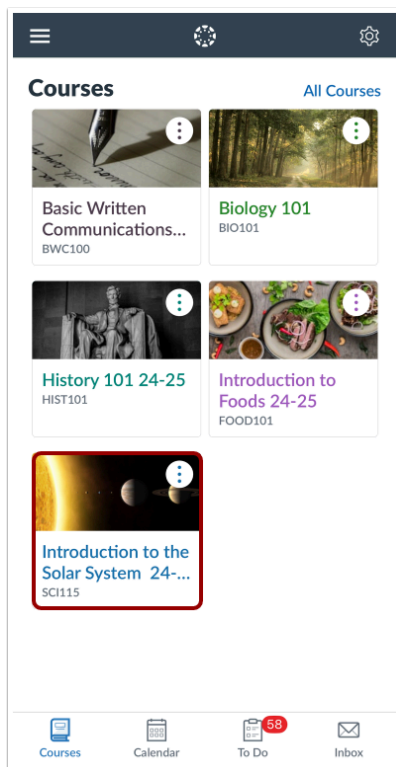 Courses
All Courses
Basic Written
Communications...
BWC100
Biology 101
BIO101
History 101 24-25
HIST101
Introduction to
Foods 24-25
FOOD101
Introduction to the
Solar System 24-...
SCI115
58
Courses
Calendar
To Do
Inbox